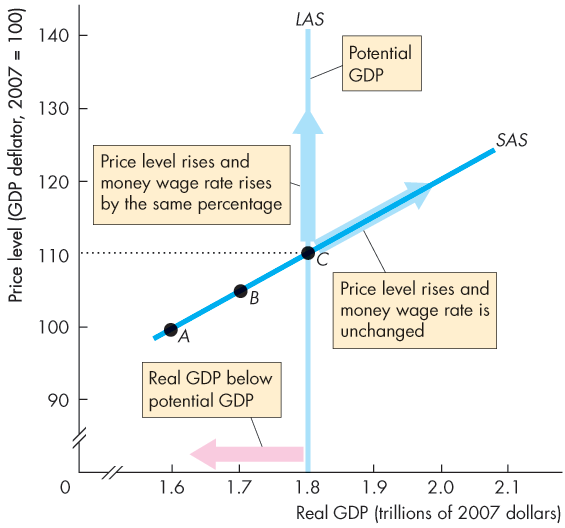 Price level (GDP deflator, 2007 = 100)
140
130
120
110
100
90
0
LAS
Potential
GDP
SAS
Price level rises and
money wage rate rises
by the same percentage
C
B
A
Price level rises and
money wage rate is
unchanged
Real GDP below
potential GDP
1.6
1.7
1.8
1.9
2.0
2.1
Real GDP (trillions of 2007 dollars)